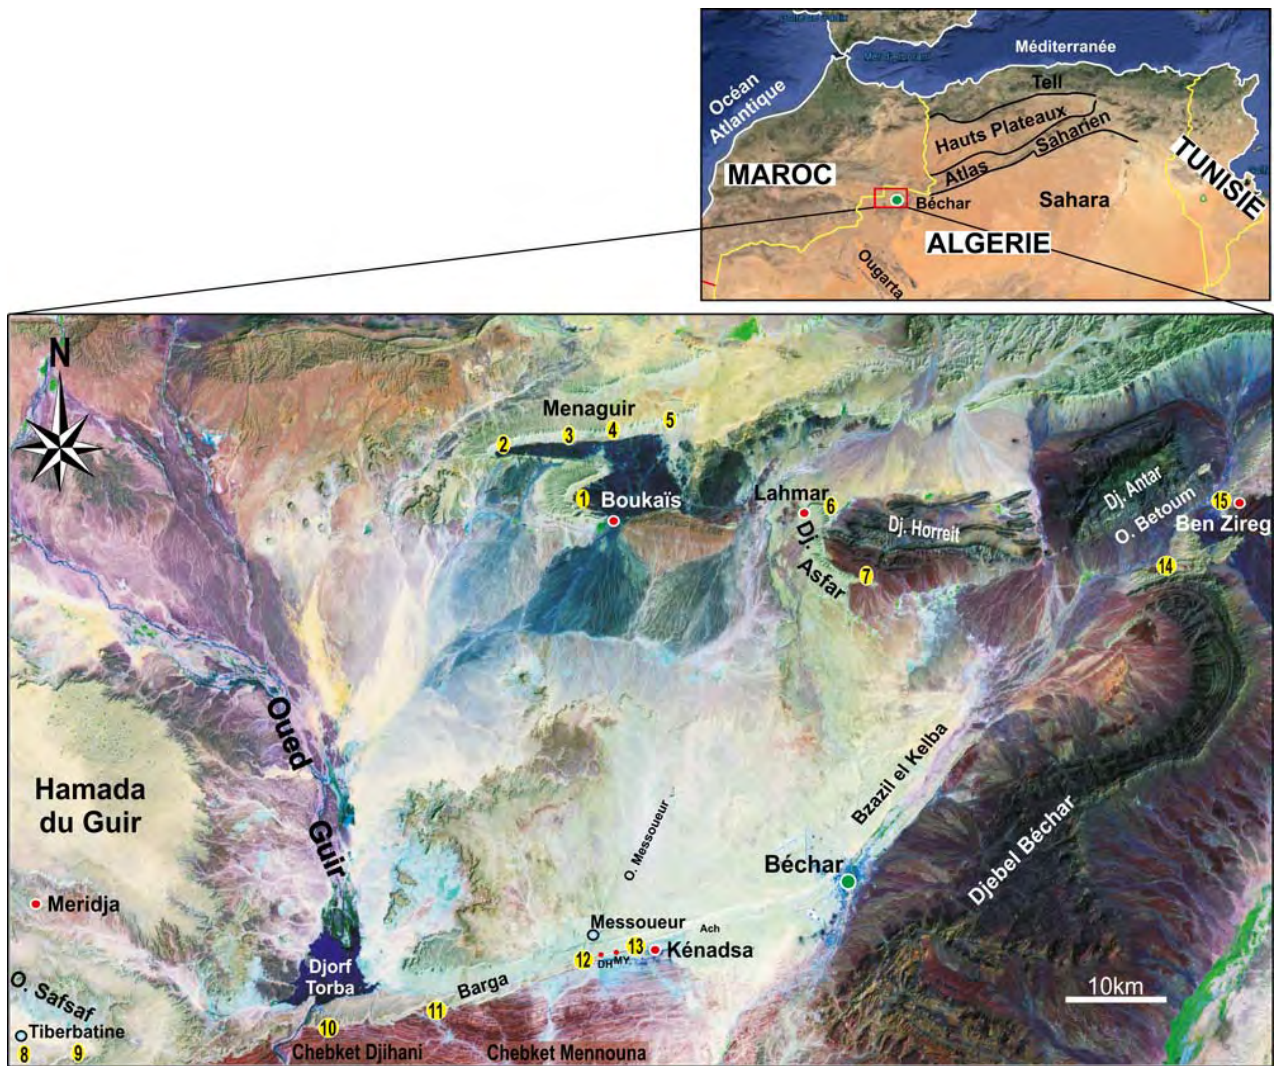 Méditerranée
Océan
Atlantique
Tell
Hauts Plateaux
Atlas
Saharien
MAROC
TUNISIE
Béchar
Sahara
ALGERIE
Ougarta
N
Menaguir
5
4
3
2
1
Boukaïs
Lahmar
6
Dj. Asfar
7
Dj. Horreit
Dj. Antar
O. Betoum
15
Ben Zireg
14
Oued
Guir
Hamada
du Guir
Bzazil el Kelba
O. Messoueur
Béchar
Djebel Béchar
Meridja
Messoueur
Ach
12
DH
MY
13
Kénadsa
Djorf
Torba
Barga
O. Safsaf
10km
Tiberbatine
8
9
10
11
Chebket Djihani
Chebket Mennouna